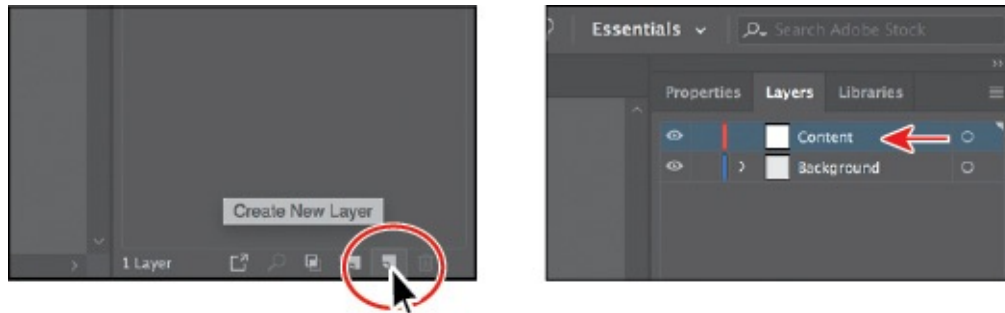 Create New Layer
1 Layer
Essentials
Search Adobe Stock
Properties Layers Libraries
Content
Background